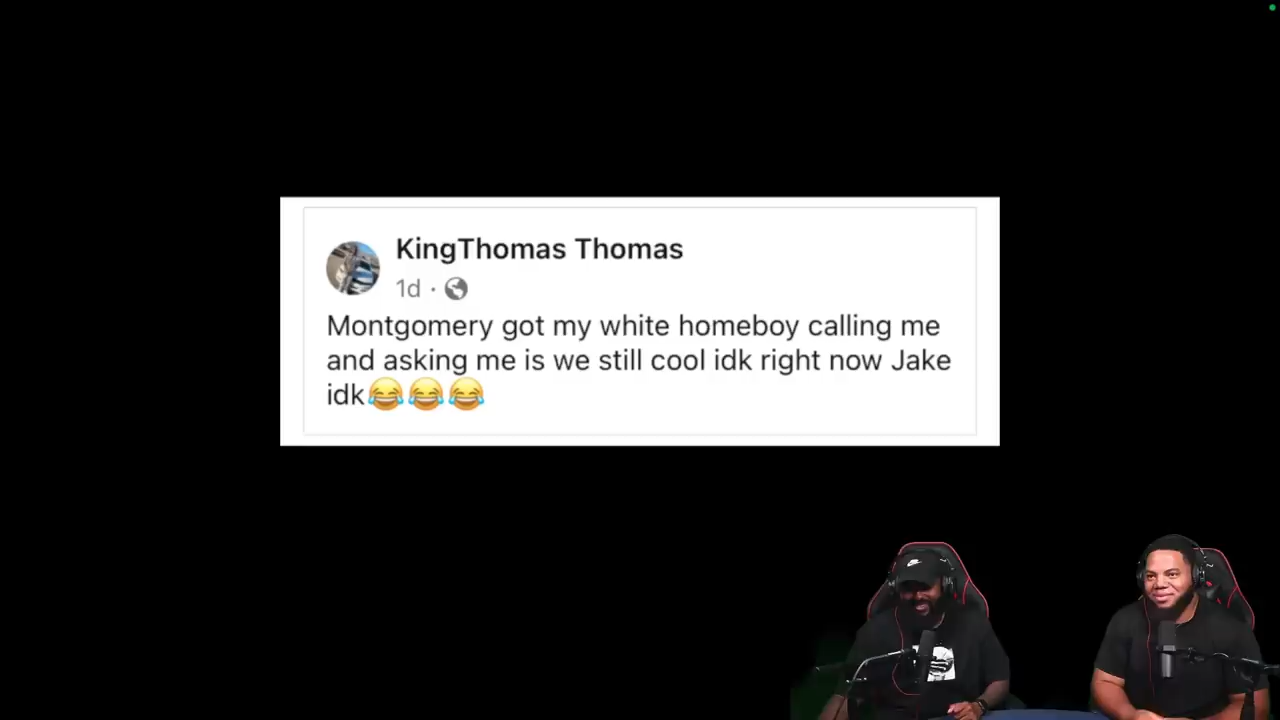 KingThomas Thomas
1d ·
Montgomery got my white homeboy calling me
and asking me is we still cool idk right now Jake
idk😂😂😂